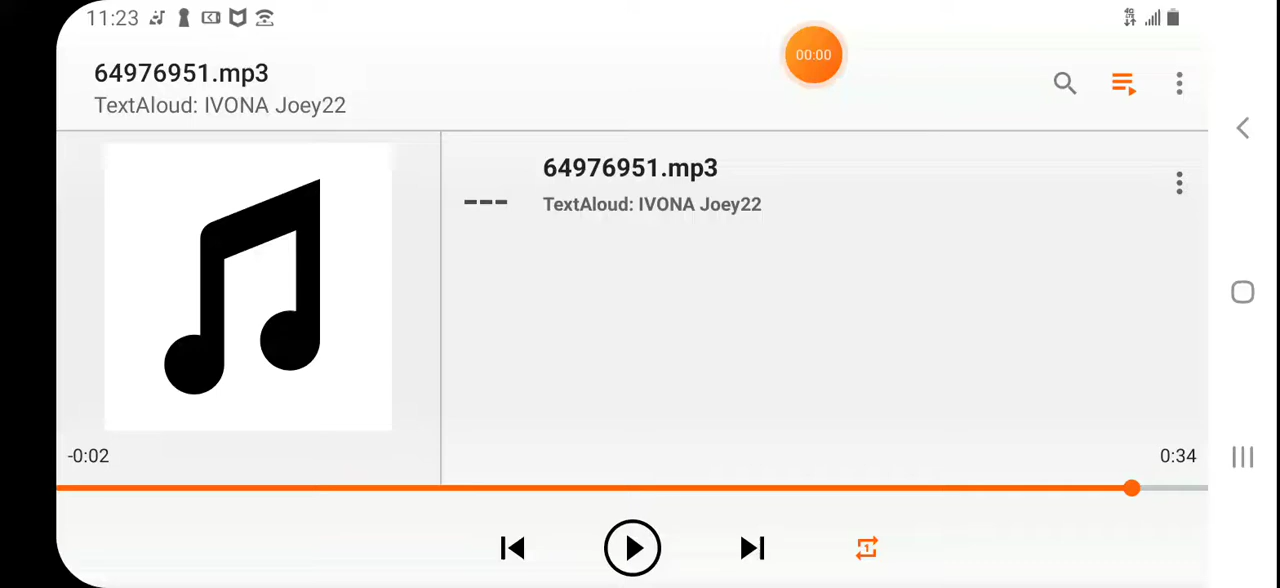 11:23
00:00
64976951.mp3
TextAloud: IVONA Joey22
64976951.mp3
TextAloud: IVONA Joey22
-0:02
0:34